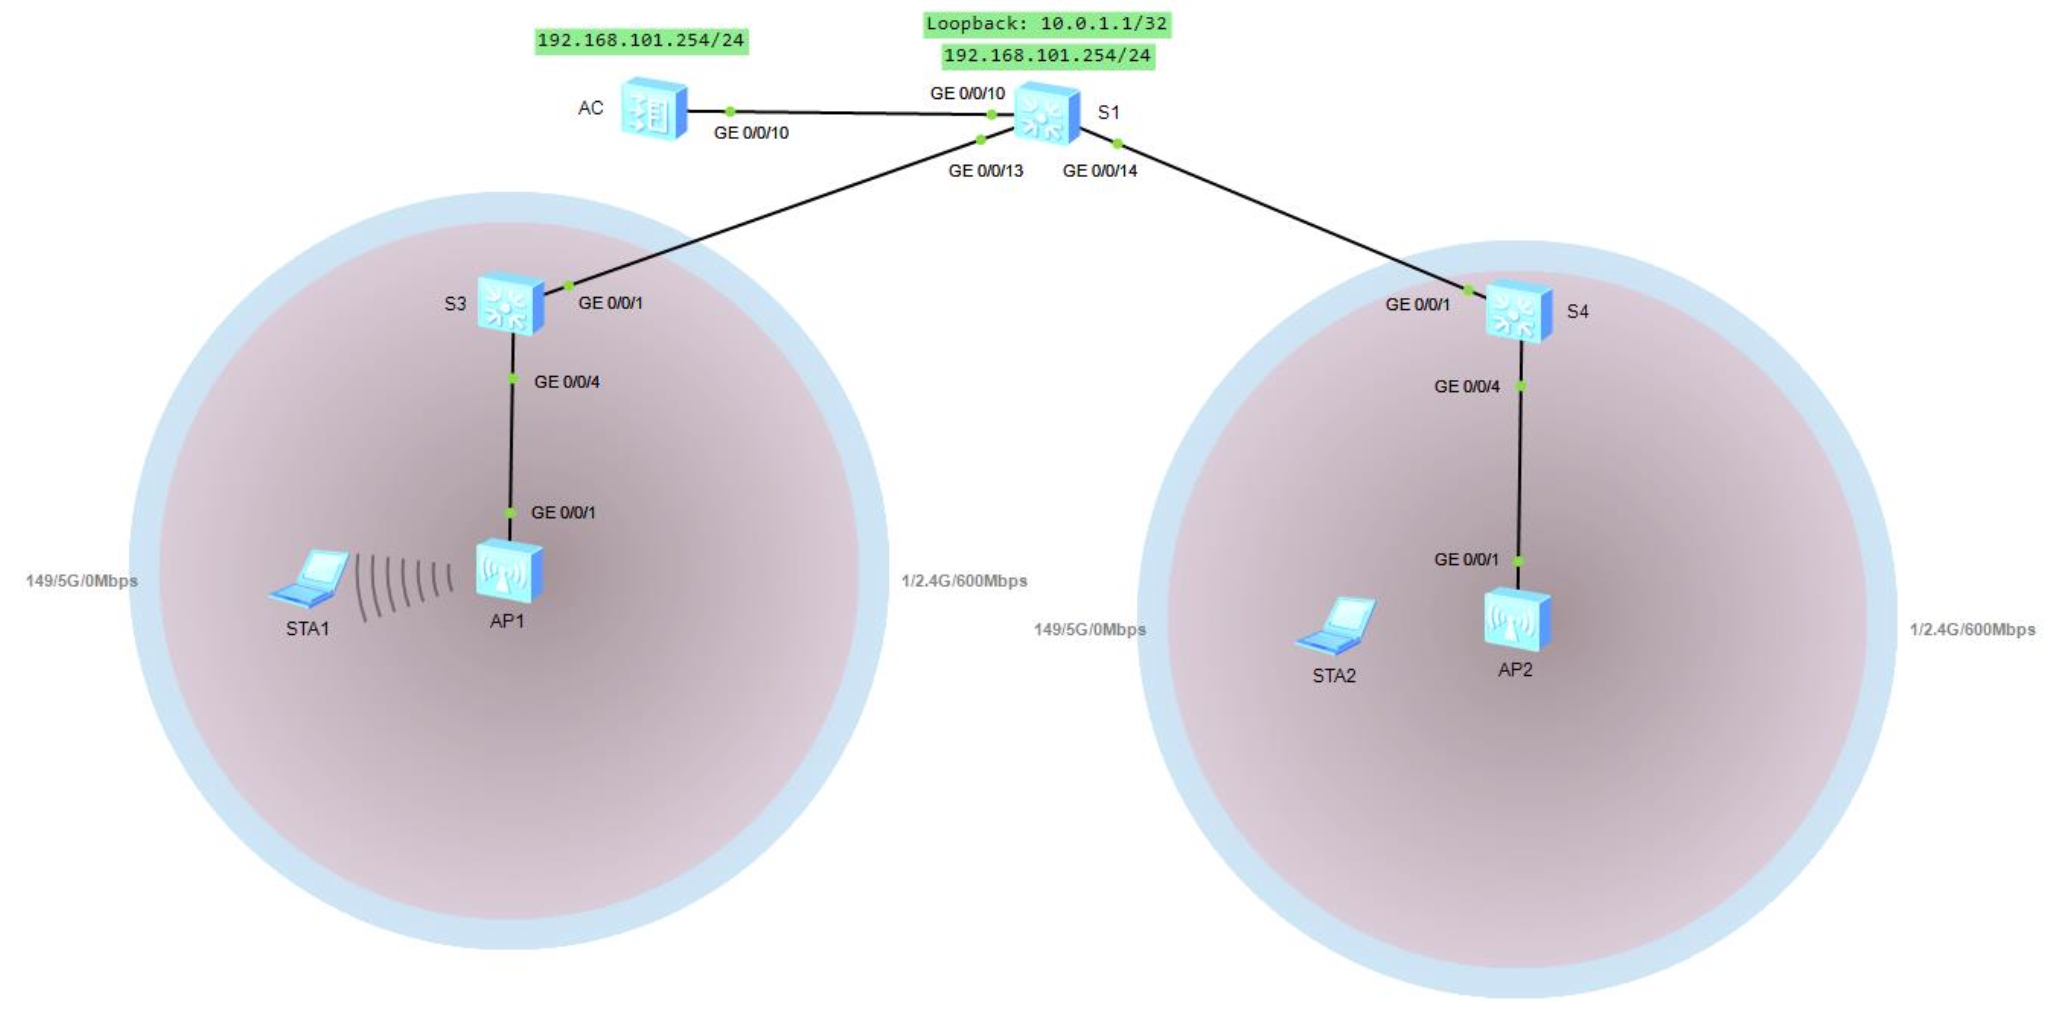 192.168.101.254/24
Loopback: 10.0.1.1/32
192.168.101.254/24
AC
GE 0/0/10
GE 0/0/10
S1
GE 0/0/13
GE 0/0/14
S3
GE 0/0/1
GE 0/0/1
S4
GE 0/0/4
GE 0/0/4
GE 0/0/1
GE 0/0/1
149/5G/0Mbps
1/2.4G/600Mbps
STA1
AP1
149/5G/0Mbps
1/2.4G/600Mbps
STA2
AP2